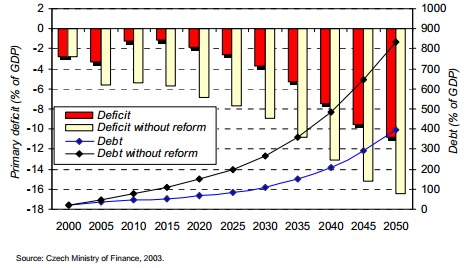 Primary deficit (% of GDP)
2
0
-2
-4
-6
-8
-10
-12
-14
-16
-18
Deficit
Deficit without reform
Debt
Debt without reform
2000 2005 2010 2015 2020 2025 2030 2035 2040 2045 2050
1000
900
800
700
600
500
400
300
200
100
0
Debt (% of GDP)
Source: Czech Ministry of Finance, 2003.